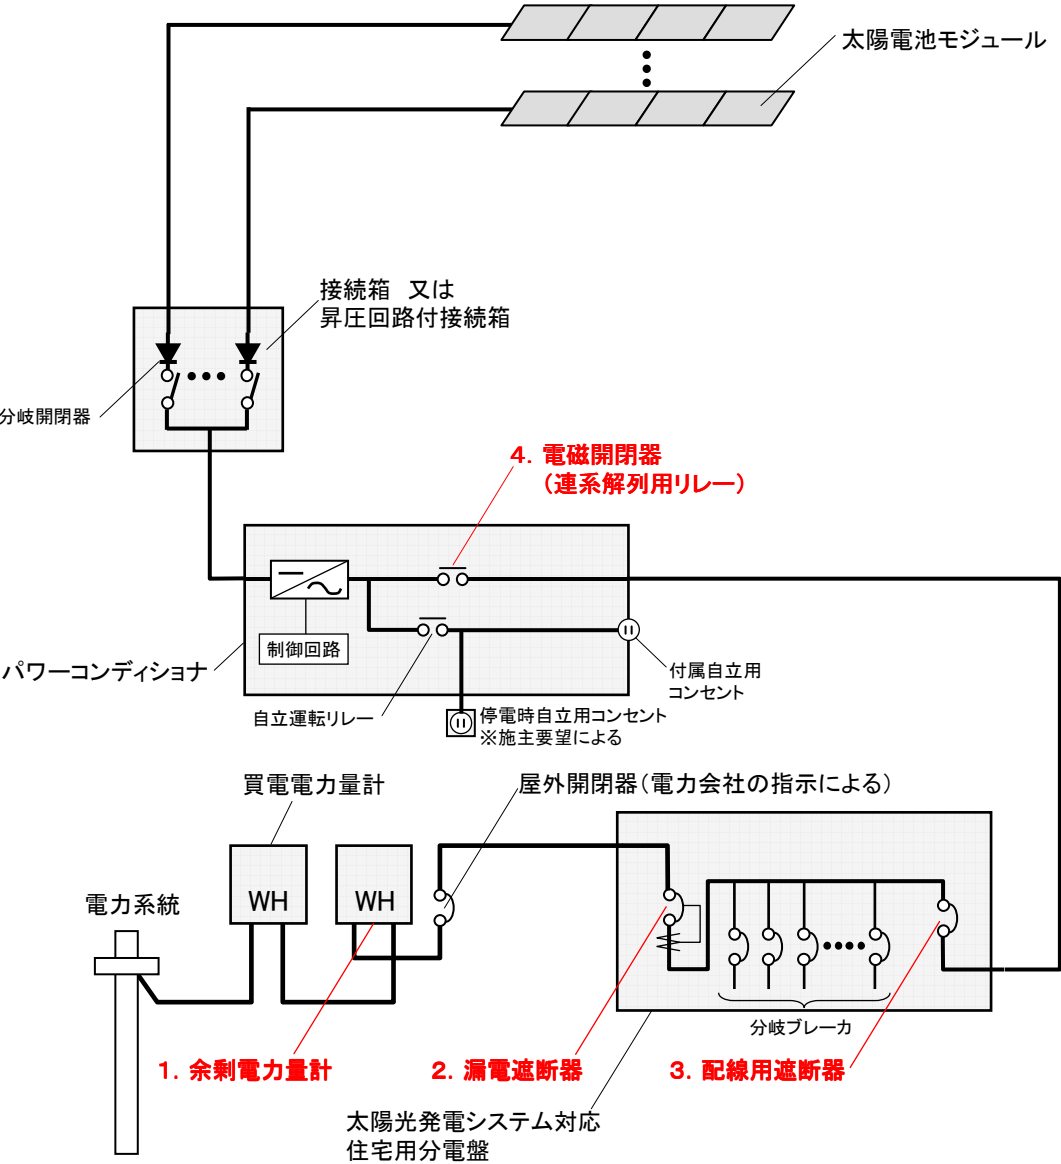 太陽電池モジュール
接続箱　又は
昇圧回路付接続箱
分岐開閉器
4．電磁開閉器
（連系解列用リレー）
制御回路
パワーコンディショナ
付属自立用
コンセント
自立運転リレー
停電時自立用コンセント
※施主要望による
買電電力量計
屋外開閉器（電力会社の指示による）
WH
WH
電力系統
分岐ブレーカ
1．余剰電力量計
2．漏電遮断器
3．配線用遮断器
太陽光発電システム対応
住宅用分電盤